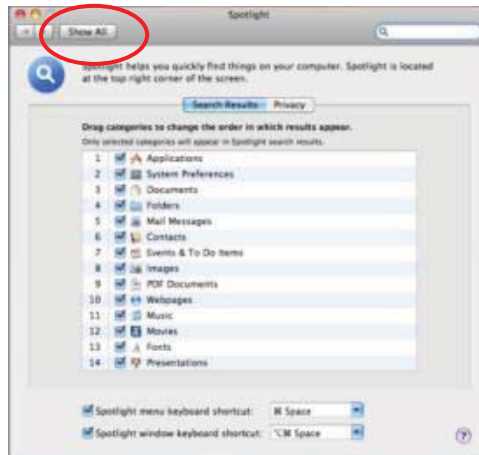 Spotlight
Show All
Spotlight helps you quickly find things on your computer. Spotlight is located
at the top right corner of the screen.
Search Results Privacy
Drag categories to change the order in which results appear.
Only selected categories will appear in Spotlight search results.
1 Applications
2 System Preferences
3 Documents
4 Folders
5 Mail Messages
6 Contacts
7 Events & To Do Items
8 Images
9 PDF Documents
10 Webpages
11 Music
12 Movies
13 Fonts
14 Presentations
Spotlight menu keyboard shortcut: ⌘ Space
Spotlight window keyboard shortcut: ⌥⌘ Space
?